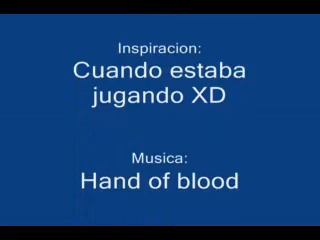 Inspiracion:
Cuando estaba
jugando XD
Musica:
Hand of blood